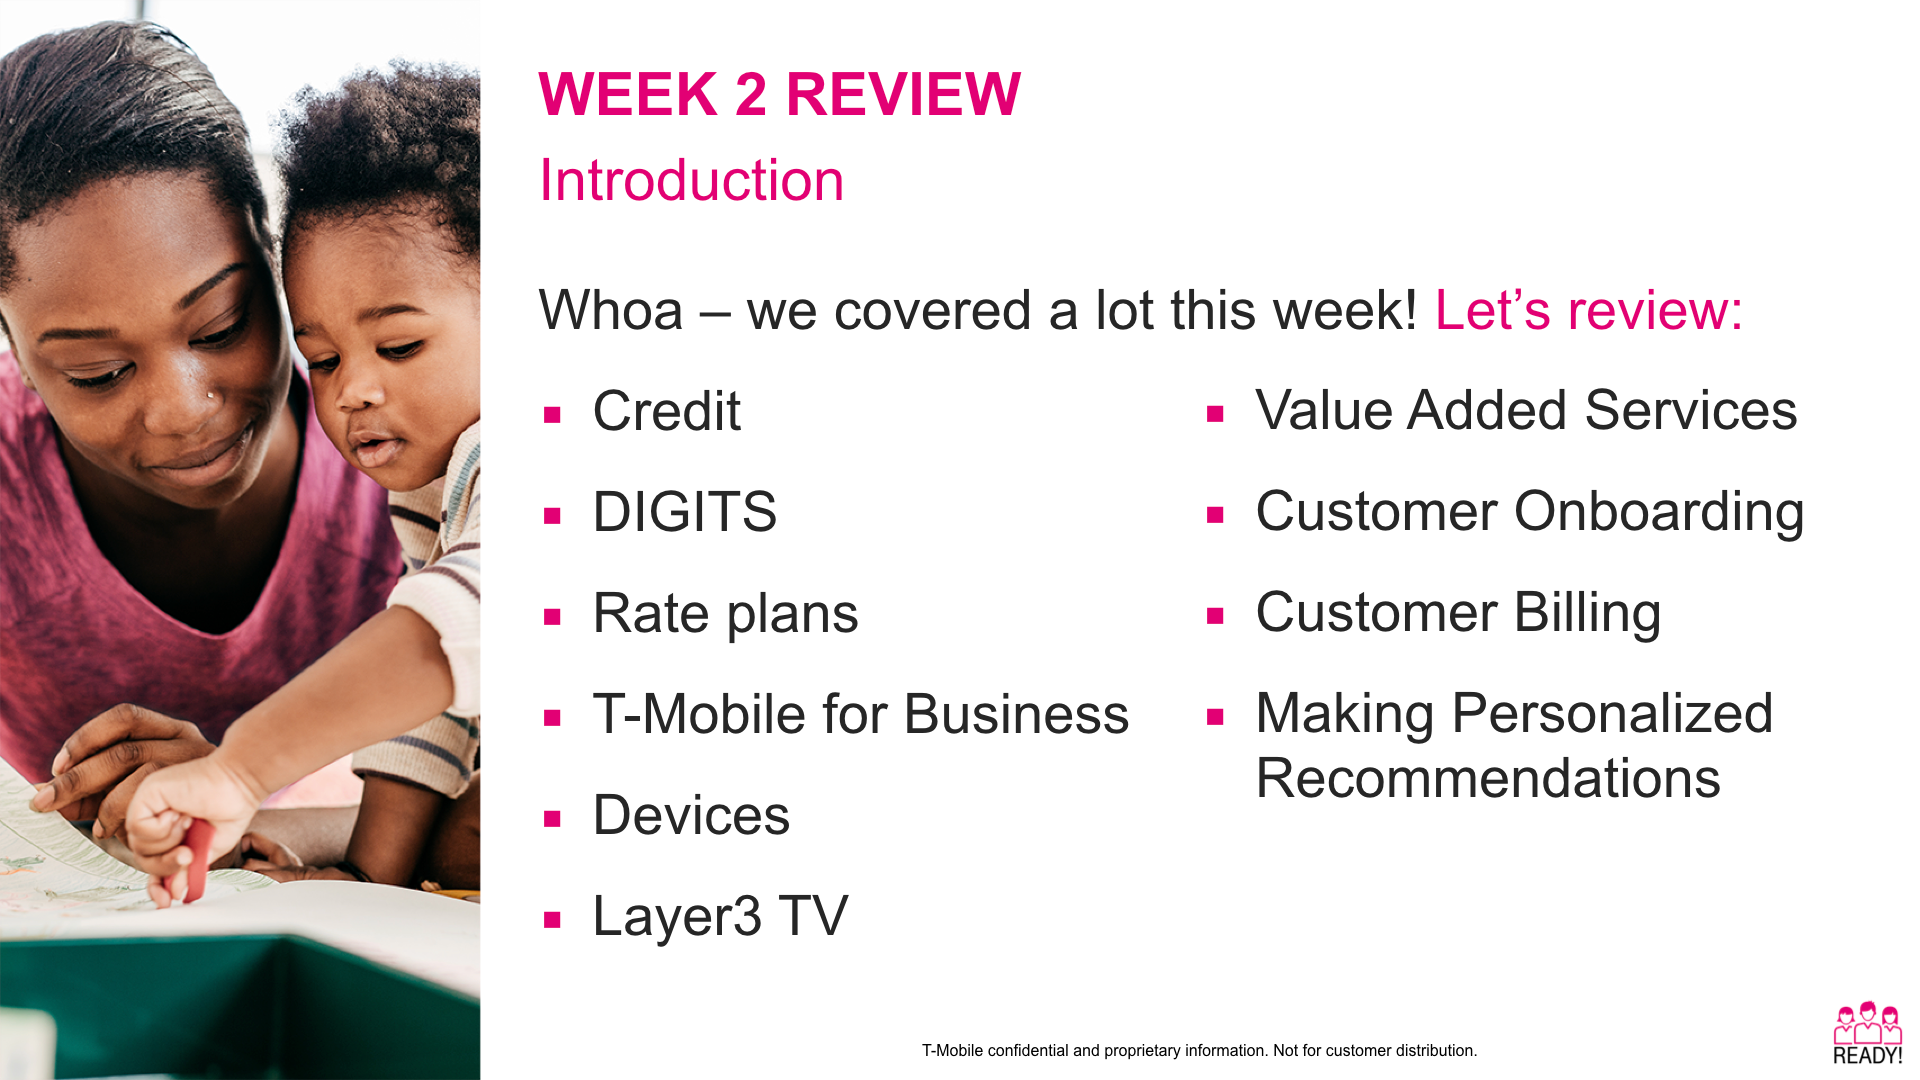 WEEK 2 REVIEW
Introduction
Whoa – we covered a lot this week! Let’s review:
Credit
DIGITS
Rate plans
T-Mobile for Business
Devices
Layer3 TV
Value Added Services
Customer Onboarding
Customer Billing
Making Personalized
Recommendations
T-Mobile confidential and proprietary information. Not for customer distribution.
READY!